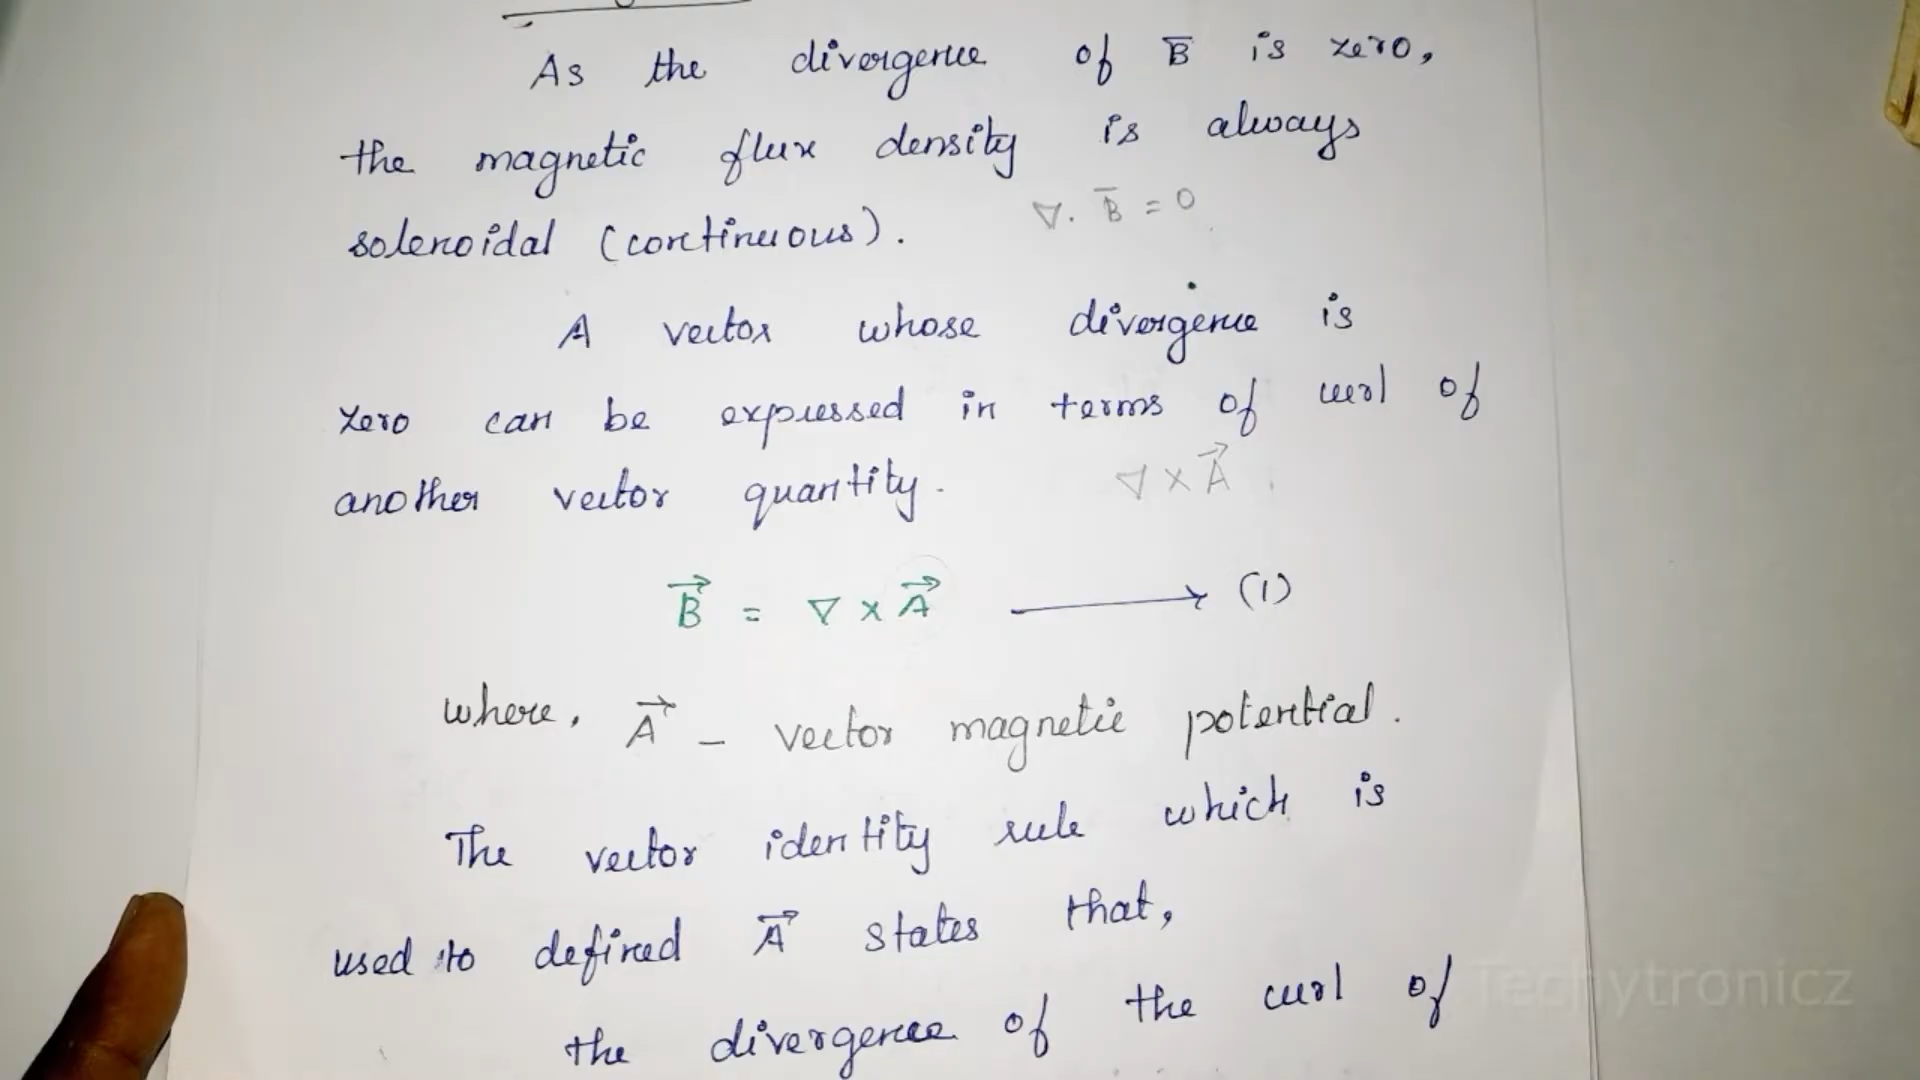 As the divergence of B̅ is zero,
the magnetic flux density is always
solenoidal (continuous). ∇. B̅ = 0
A vector whose divergence is
zero can be expressed in terms of curl of
another vector quantity. ∇ × A⃗
B⃗ = ∇ × A⃗ ⟶ (1)
where, A⃗ – vector magnetic potential.
The vector identity rule which is
used to defined A⃗ states that,
the divergence of the curl of
Techytronicz